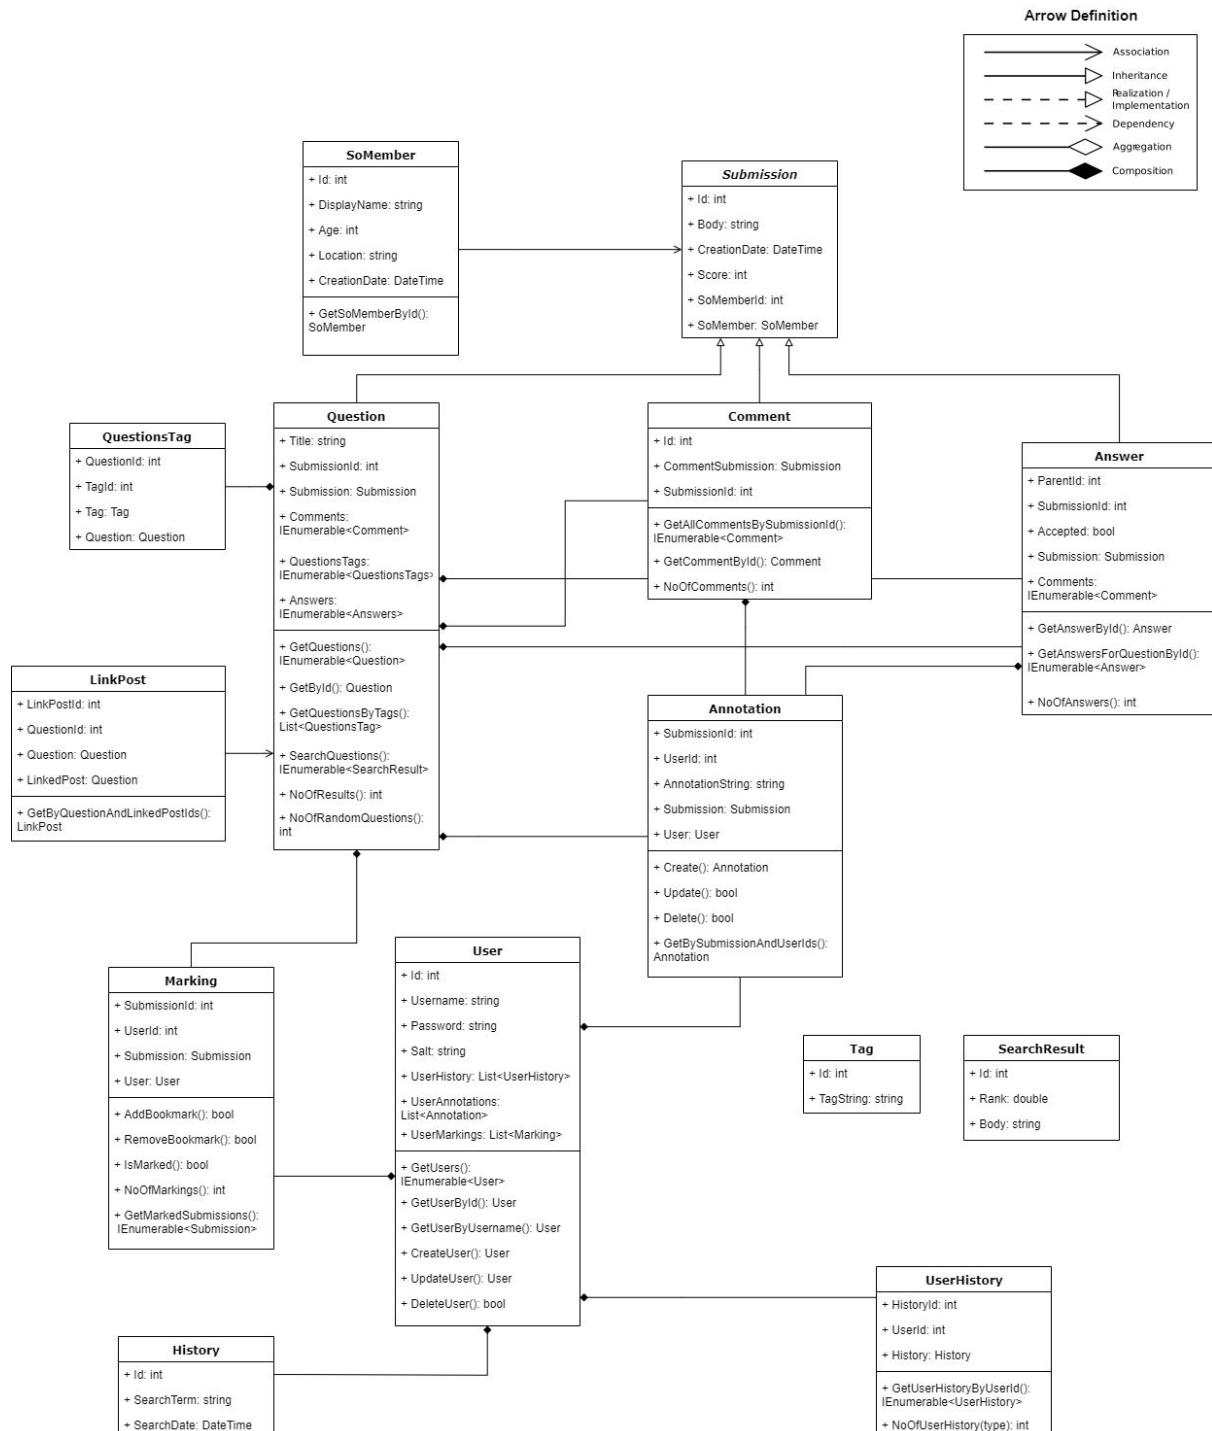 Arrow Definition
Association
Inheritance
Realization /
Implementation
Dependency
Aggregation
Composition
SoMember
+ Id: int
+ DisplayName: string
+ Age: int
+ Location: string
+ CreationDate: DateTime
+ GetSoMemberById():
SoMember
Submission
+ Id: int
+ Body: string
+ CreationDate: DateTime
+ Score: int
+ SoMemberId: int
+ SoMember: SoMember
QuestionsTag
+ QuestionId: int
+ TagId: int
+ Tag: Tag
+ Question: Question
Question
+ Title: string
+ SubmissionId: int
+ Submission: Submission
+ Comments:
IEnumerable<Comment>
+ QuestionsTags:
IEnumerable<QuestionsTags>
+ Answers:
IEnumerable<Answers>
+ GetQuestions():
IEnumerable<Question>
+ GetById(): Question
+ GetQuestionsByTags():
List<QuestionsTag>
+ SearchQuestions():
IEnumerable<SearchResult>
+ NoOfResults(): int
+ NoOfRandomQuestions():
int
Comment
+ Id: int
+ CommentSubmission: Submission
+ SubmissionId: int
+ GetAllCommentsBySubmissionId():
IEnumerable<Comment>
+ GetCommentById(): Comment
+ NoOfComments(): int
Answer
+ ParentId: int
+ SubmissionId: int
+ Accepted: bool
+ Submission: Submission
+ Comments:
IEnumerable<Comment>
+ GetAnswerById(): Answer
+ GetAnswersForQuestionById():
IEnumerable<Answer>
+ NoOfAnswers(): int
LinkPost
+ LinkPostId: int
+ QuestionId: int
+ Question: Question
+ LinkedPost: Question
+ GetByQuestionAndLinkedPostIds():
LinkPost
Annotation
+ SubmissionId: int
+ UserId: int
+ AnnotationString: string
+ Submission: Submission
+ User: User
+ Create(): Annotation
+ Update(): bool
+ Delete(): bool
+ GetBySubmissionAndUserIds():
Annotation
Marking
+ SubmissionId: int
+ UserId: int
+ Submission: Submission
+ User: User
+ AddBookmark(): bool
+ RemoveBookmark(): bool
+ IsMarked(): bool
+ NoOfMarkings(): int
+ GetMarkedSubmissions():
IEnumerable<Submission>
User
+ Id: int
+ Username: string
+ Password: string
+ Salt: string
+ UserHistory: List<UserHistory>
+ UserAnnotations:
List<Annotation>
+ UserMarkings: List<Marking>
+ GetUsers():
IEnumerable<User>
+ GetUserById(): User
+ GetUserByUsername(): User
+ CreateUser(): User
+ UpdateUser(): User
+ DeleteUser(): bool
Tag
+ Id: int
+ TagString: string
SearchResult
+ Id: int
+ Rank: double
+ Body: string
UserHistory
+ HistoryId: int
+ UserId: int
+ History: History
+ GetUserHistoryByUserId():
IEnumerable<UserHistory>
+ NoOfUserHistory(type): int
History
+ Id: int
+ SearchTerm: string
+ SearchDate: DateTime